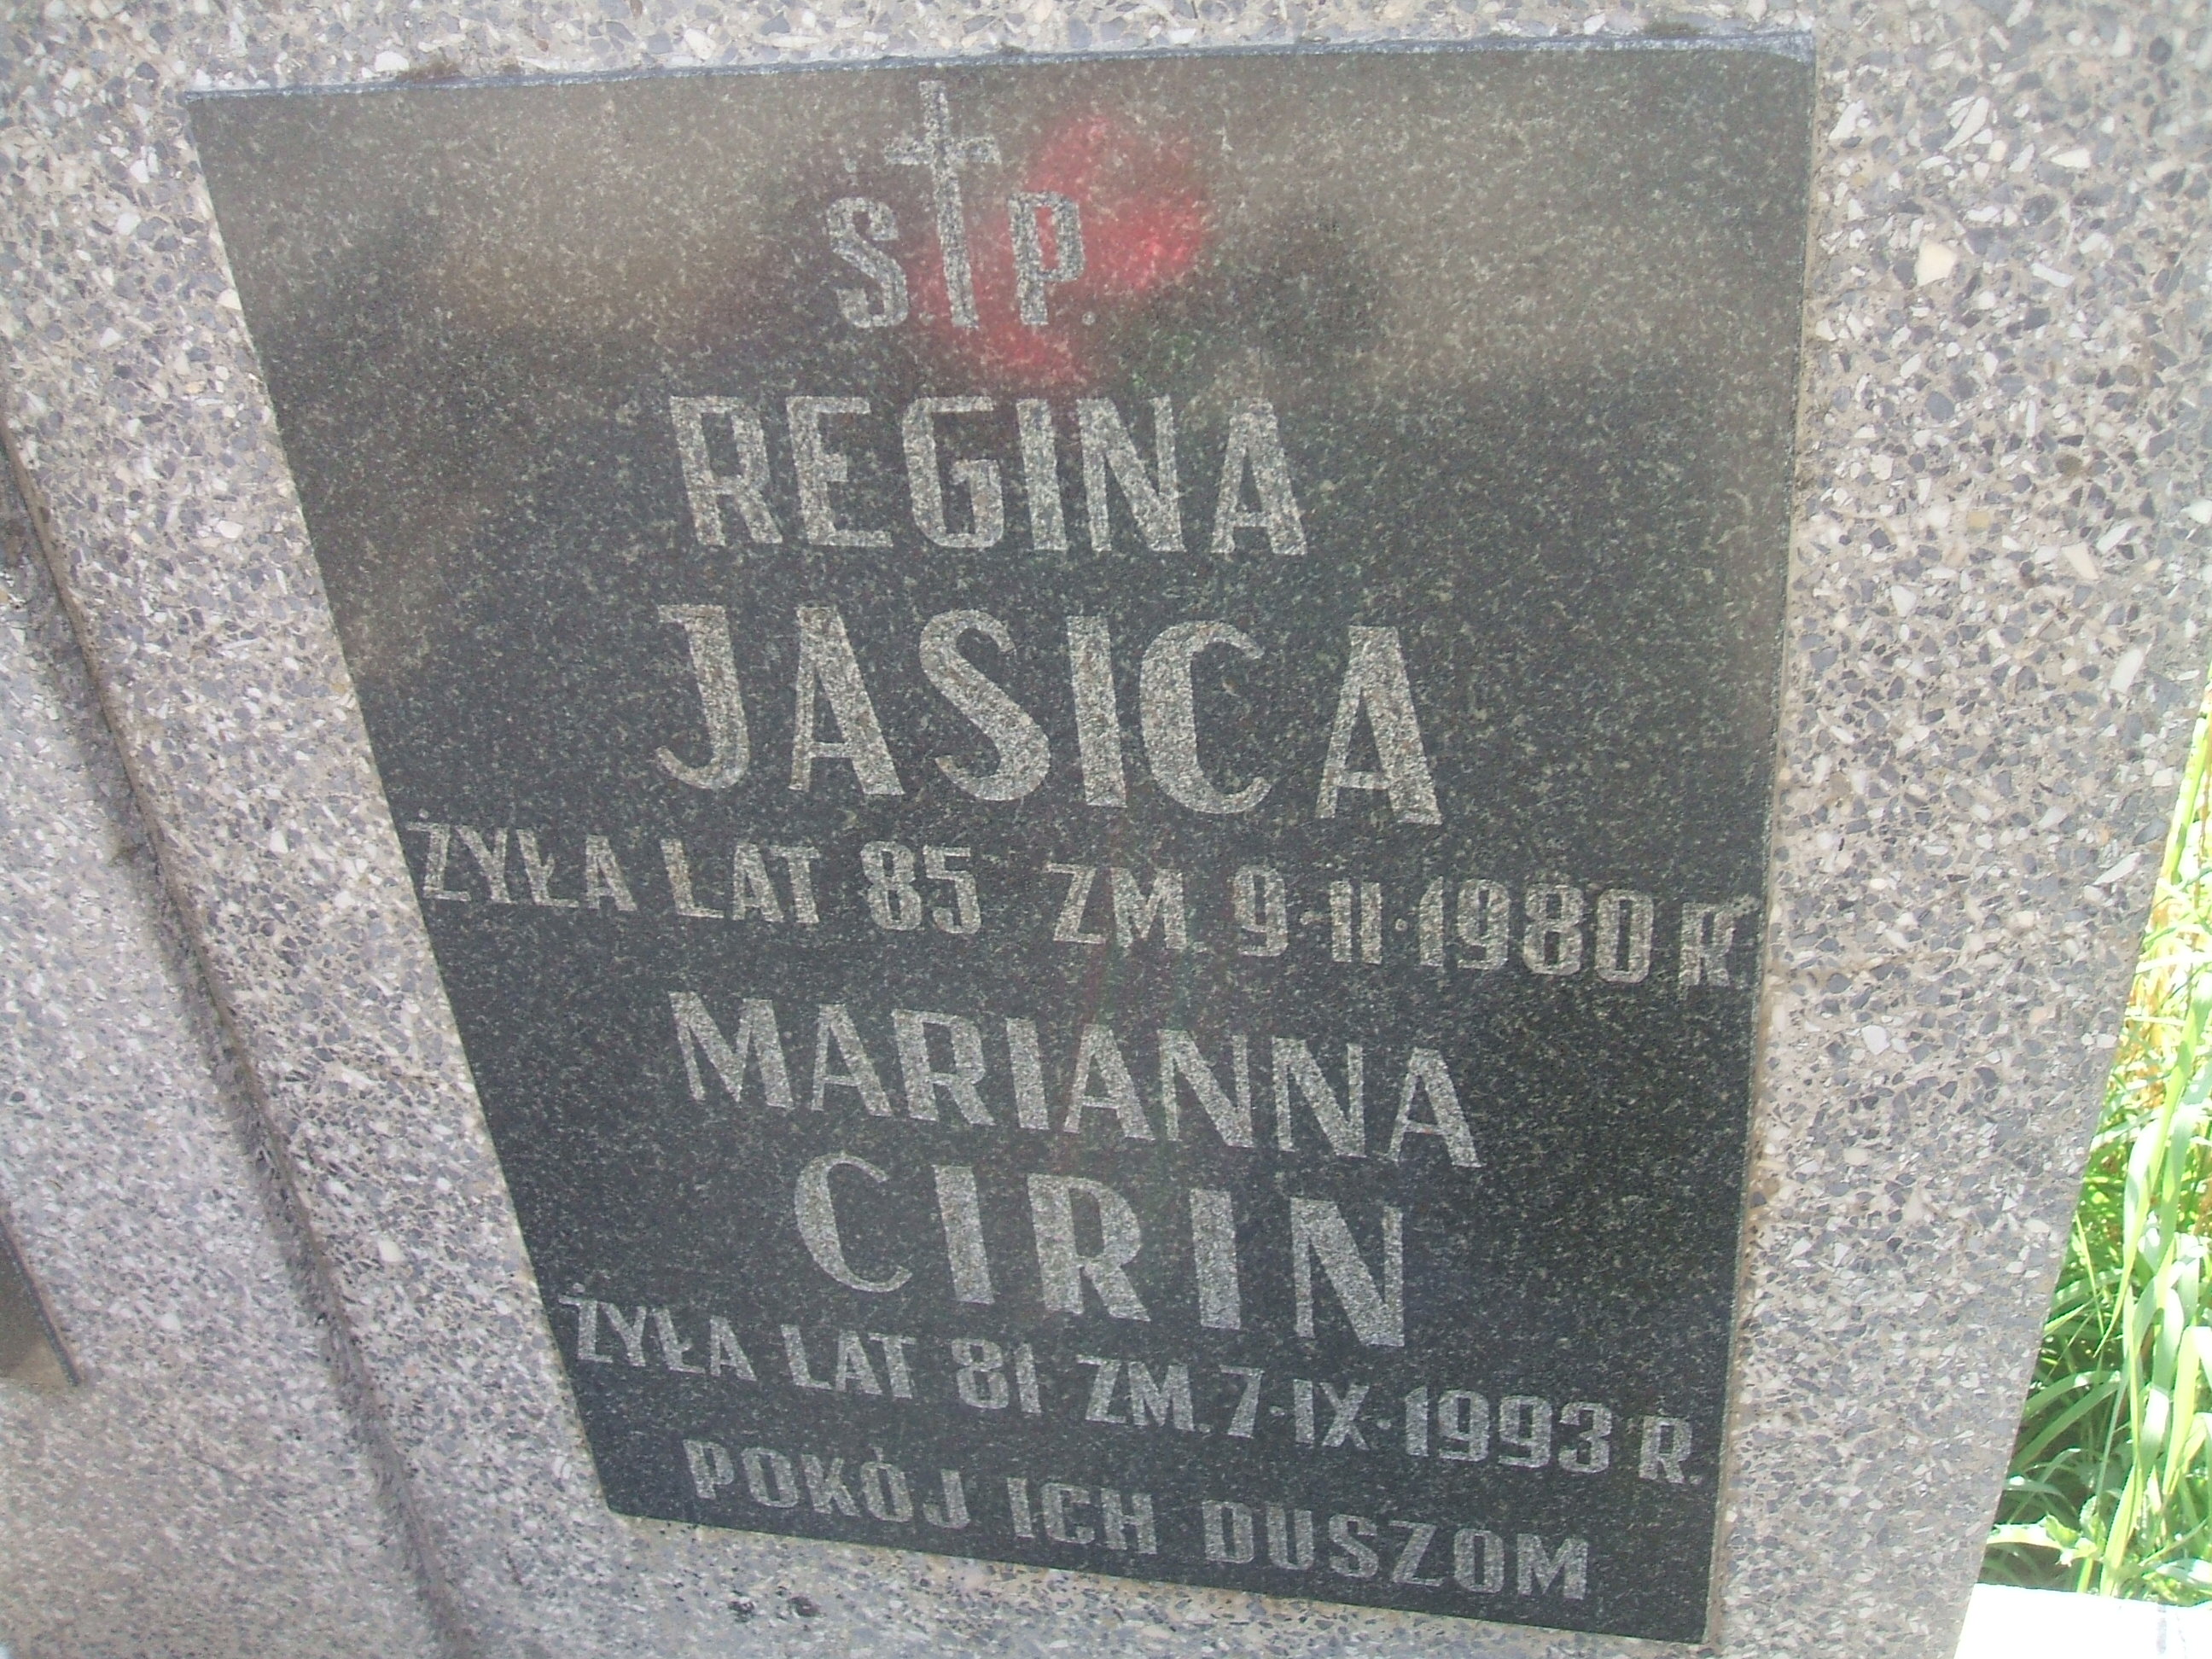 Ś † P.
REGINA
JASICA
ŻYŁA LAT 85 ZM 9·II·1980 R.
MARIANNA
CIRIN
ŻYŁA LAT 81 ZM. 7·IX·1993 R.
POKÓJ ICH DUSZOM